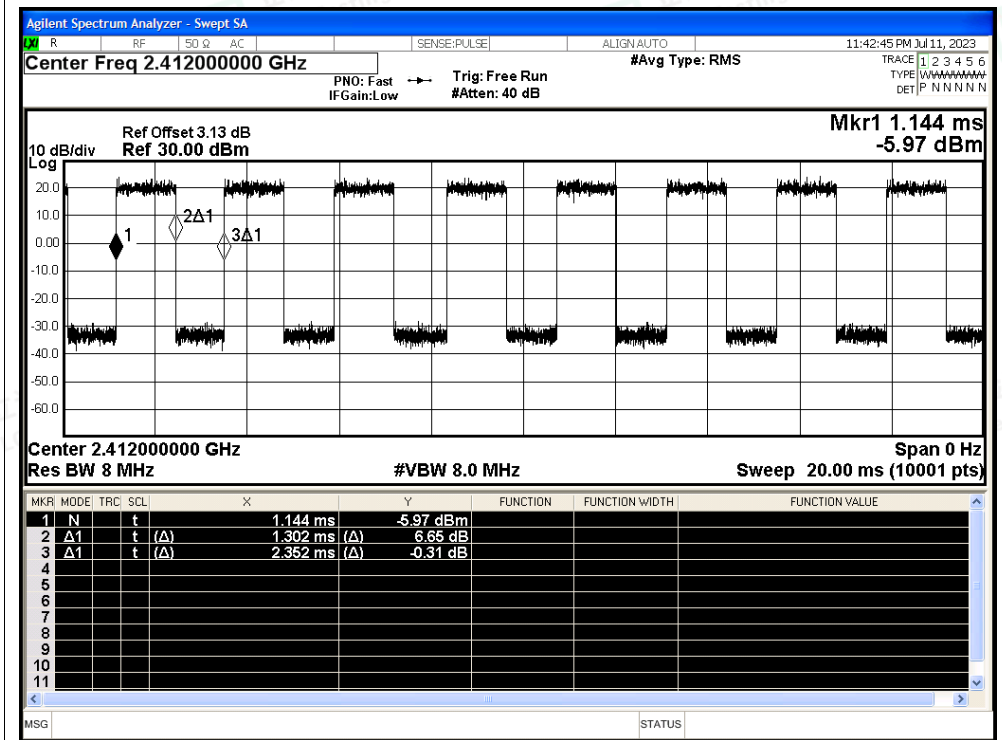 Agilent Spectrum Analyzer - Swept SA
LXI R RF 50 Ω AC SENSE:PULSE ALIGN AUTO 11:42:45 PM Jul 11, 2023
Center Freq 2.412000000 GHz #Avg Type: RMS TRACE 1 2 3 4 5 6
PNO: Fast Trig: Free Run TYPE
IFGain:Low #Atten: 40 dB DET P N N N N N
Mkr1 1.144 ms
Ref Offset 3.13 dB
10 dB/div Ref 30.00 dBm -5.97 dBm
Log
20.0
10.0 2Δ1
1 3Δ1
0.00
-10.0
-20.0
-30.0
-40.0
-50.0
-60.0
Center 2.412000000 GHz Span 0 Hz
Res BW 8 MHz #VBW 8.0 MHz Sweep 20.00 ms (10001 pts)
MKR MODE TRC SCL X Y FUNCTION FUNCTION WIDTH FUNCTION VALUE
1 N t 1.144 ms -5.97 dBm
2 Δ1 t (Δ) 1.302 ms (Δ) 6.65 dB
3 Δ1 t (Δ) 2.352 ms (Δ) -0.31 dB
4
5
6
7
8
9
10
11
MSG STATUS